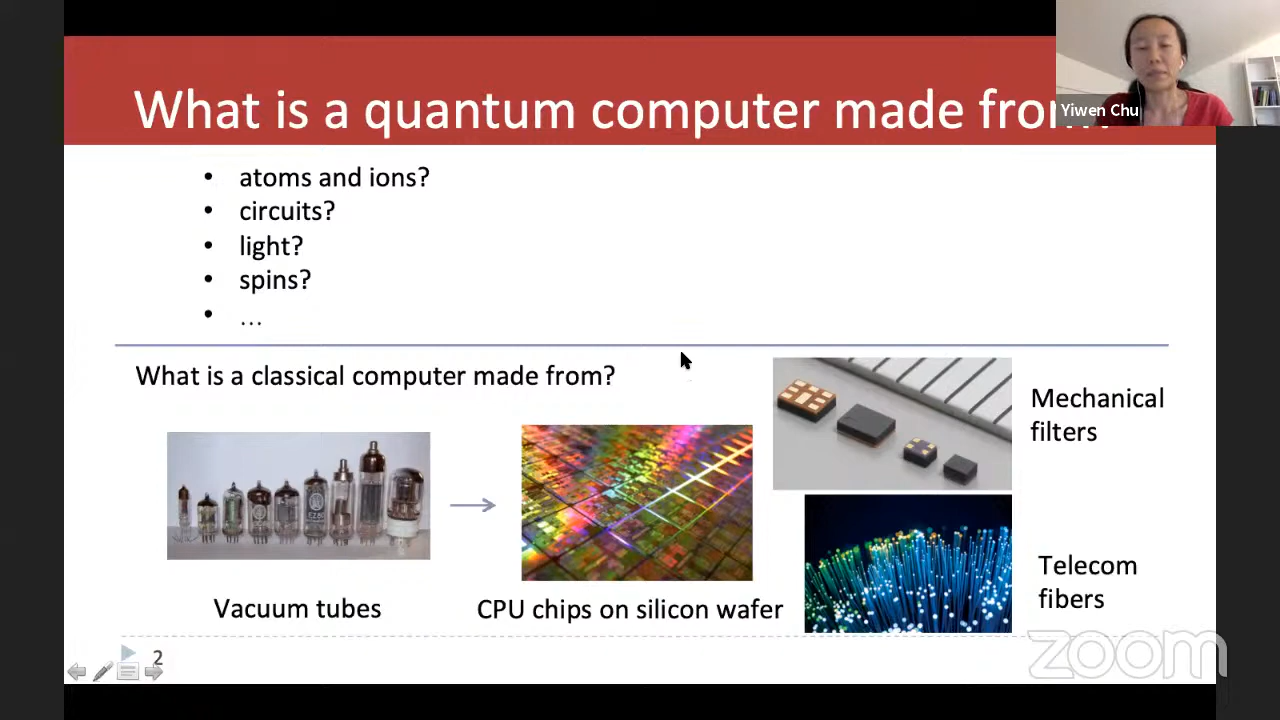 What is a quantum computer made from?
Yiwen Chu
• atoms and ions?
• circuits?
• light?
• spins?
• ...
What is a classical computer made from?
Mechanical
filters
EZ80
Telecom
fibers
Vacuum tubes
CPU chips on silicon wafer
2
zoom